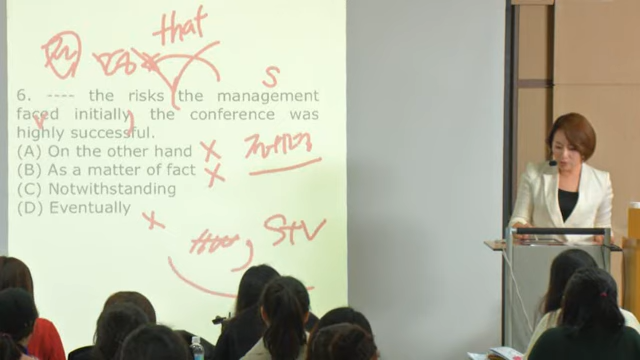 that
S
6. ---- the risks the management
faced initially, the conference was
highly successful.
(A) On the other hand X
(B) As a matter of fact X
(C) Notwithstanding
(D) Eventually X
S+V